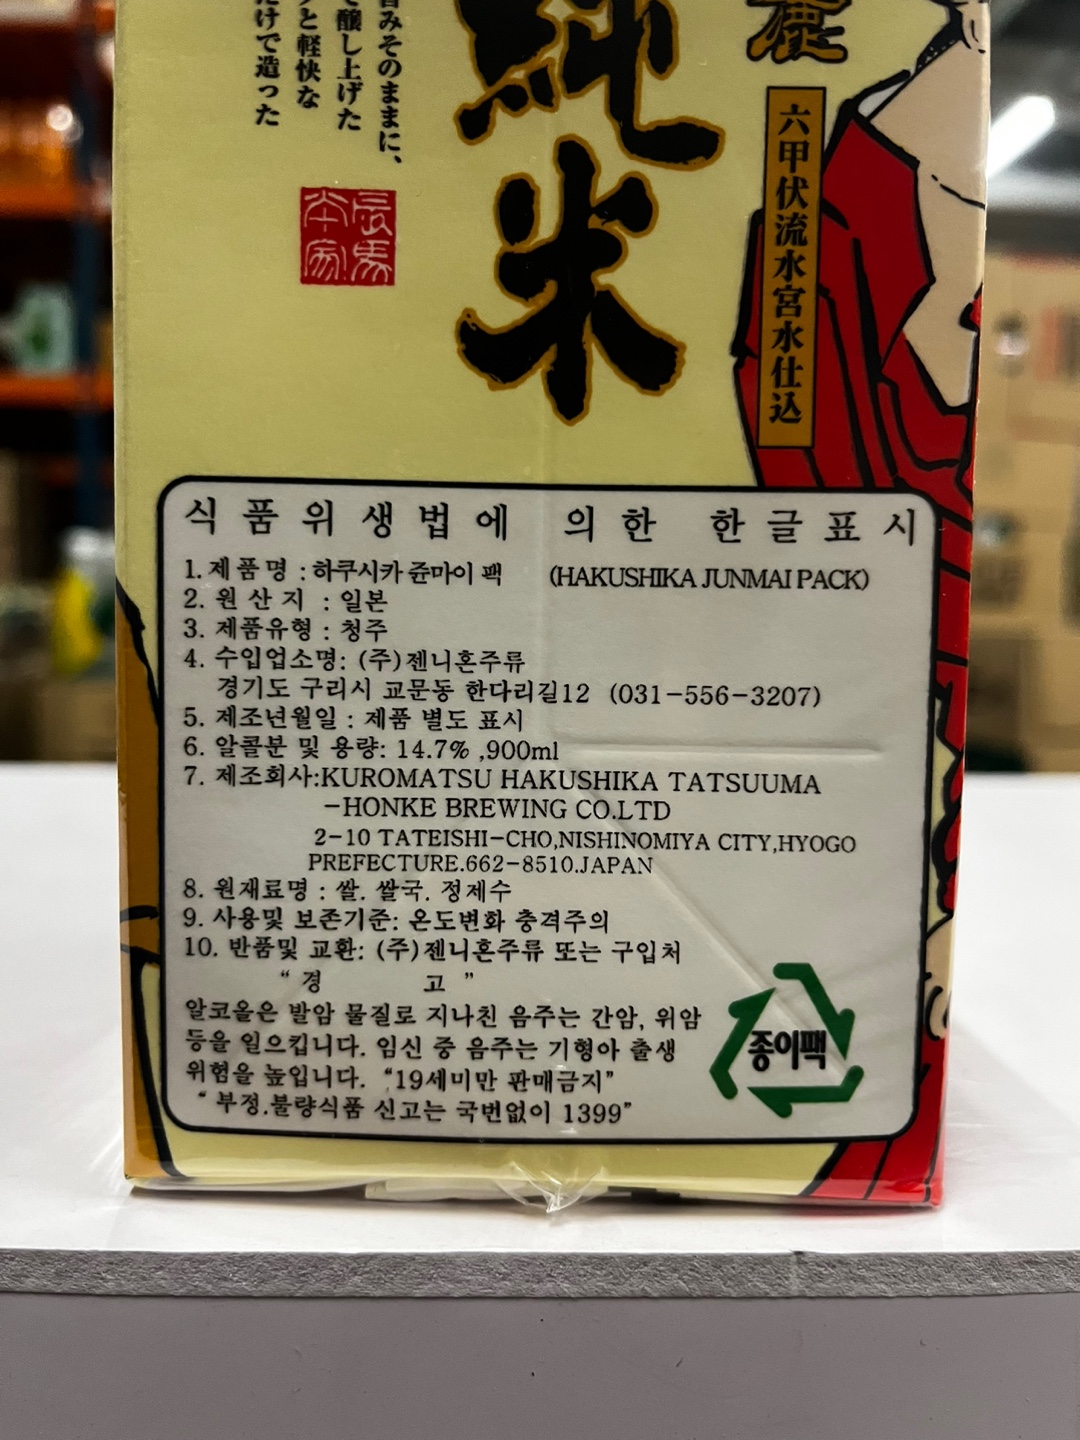 純米
六甲伏流水宮水仕込
みそのままに、
醸し上げた
と軽快な
けで造った
辰馬
本家
식품위생법에 의한 한글표시
1. 제품명 : 하쿠시카 쥰마이 팩 (HAKUSHIKA JUNMAI PACK)
2. 원 산 지 : 일본
3. 제품유형 : 청주
4. 수입업소명: (주)젠니혼주류
경기도 구리시 교문동 한다리길12 (031-556-3207)
5. 제조년월일 : 제품 별도 표시
6. 알콜분 및 용량: 14.7% ,900ml
7. 제조회사:KUROMATSU HAKUSHIKA TATSUUMA
-HONKE BREWING CO.LTD
2-10 TATEISHI-CHO,NISHINOMIYA CITY,HYOGO
PREFECTURE.662-8510.JAPAN
8. 원재료명 : 쌀. 쌀국. 정제수
9. 사용및 보존기준: 온도변화 충격주의
10. 반품및 교환: (주)젠니혼주류 또는 구입처
"경 고"
알코올은 발암 물질로 지나친 음주는 간암, 위암
등을 일으킵니다. 임신 중 음주는 기형아 출생
위험을 높입니다. "19세미만 판매금지"
"부정.불량식품 신고는 국번없이 1399"
종이팩